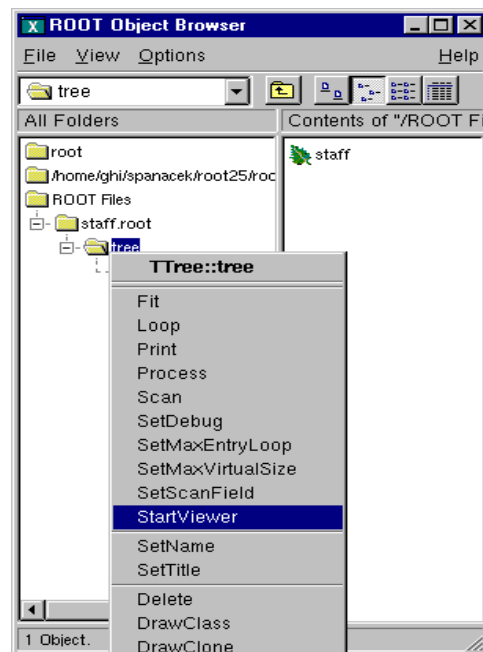 ROOT Object Browser
File View Options Help
tree
All Folders
Contents of "/ROOT Fi
root
/home/ghi/spanacek/root25/roc
ROOT Files
staff.root
tree
staff
TTree::tree
Fit
Loop
Print
Process
Scan
SetDebug
SetMaxEntryLoop
SetMaxVirtualSize
SetScanField
StartViewer
SetName
SetTitle
Delete
DrawClass
DrawClone
1 Object.